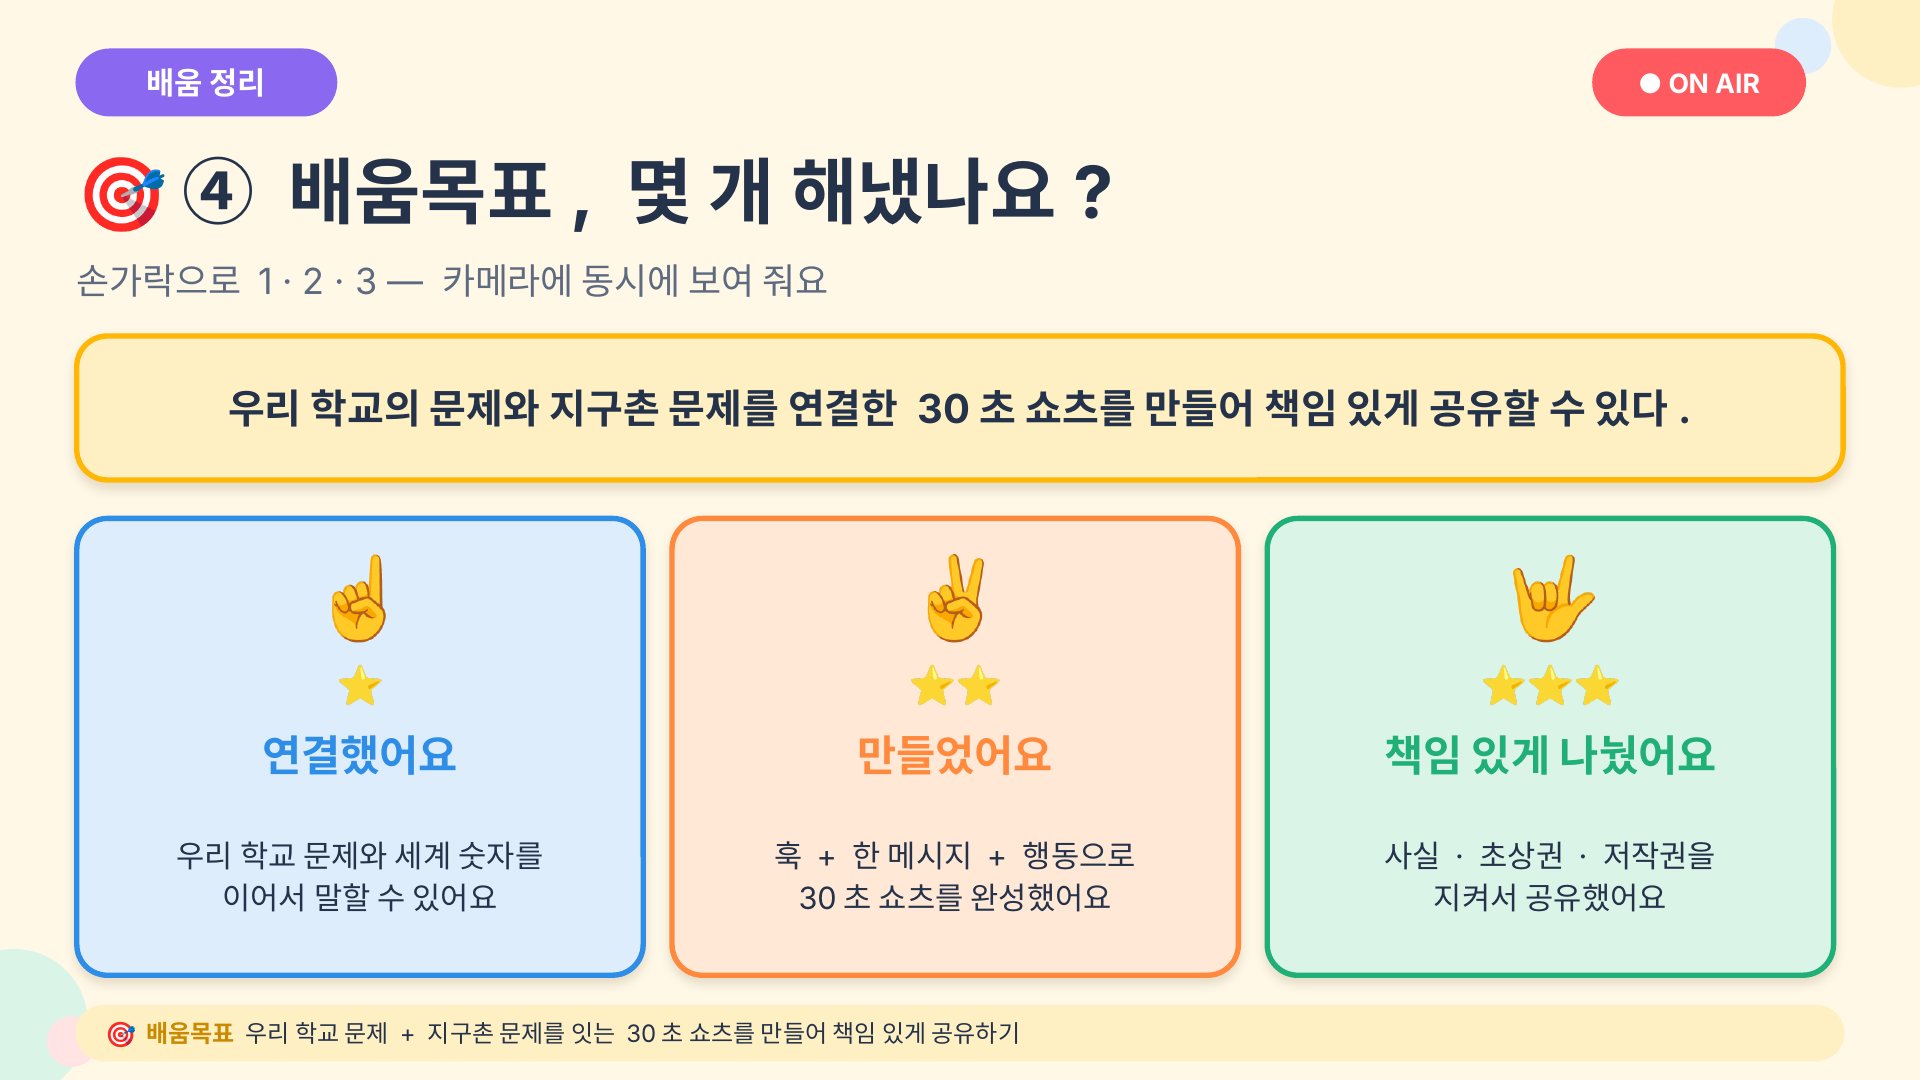 배움 정리
● ON AIR
🎯 ④ 배움목표, 몇 개 해냈나요?
손가락으로 1 · 2 · 3 — 카메라에 동시에 보여 줘요
우리 학교의 문제와 지구촌 문제를 연결한 30초 쇼츠를 만들어 책임 있게 공유할 수 있다.
연결했어요
우리 학교 문제와 세계 숫자를
이어서 말할 수 있어요
만들었어요
훅 + 한 메시지 + 행동으로
30초 쇼츠를 완성했어요
책임 있게 나눴어요
사실 · 초상권 · 저작권을
지켜서 공유했어요
🎯 배움목표 우리 학교 문제 + 지구촌 문제를 잇는 30초 쇼츠를 만들어 책임 있게 공유하기